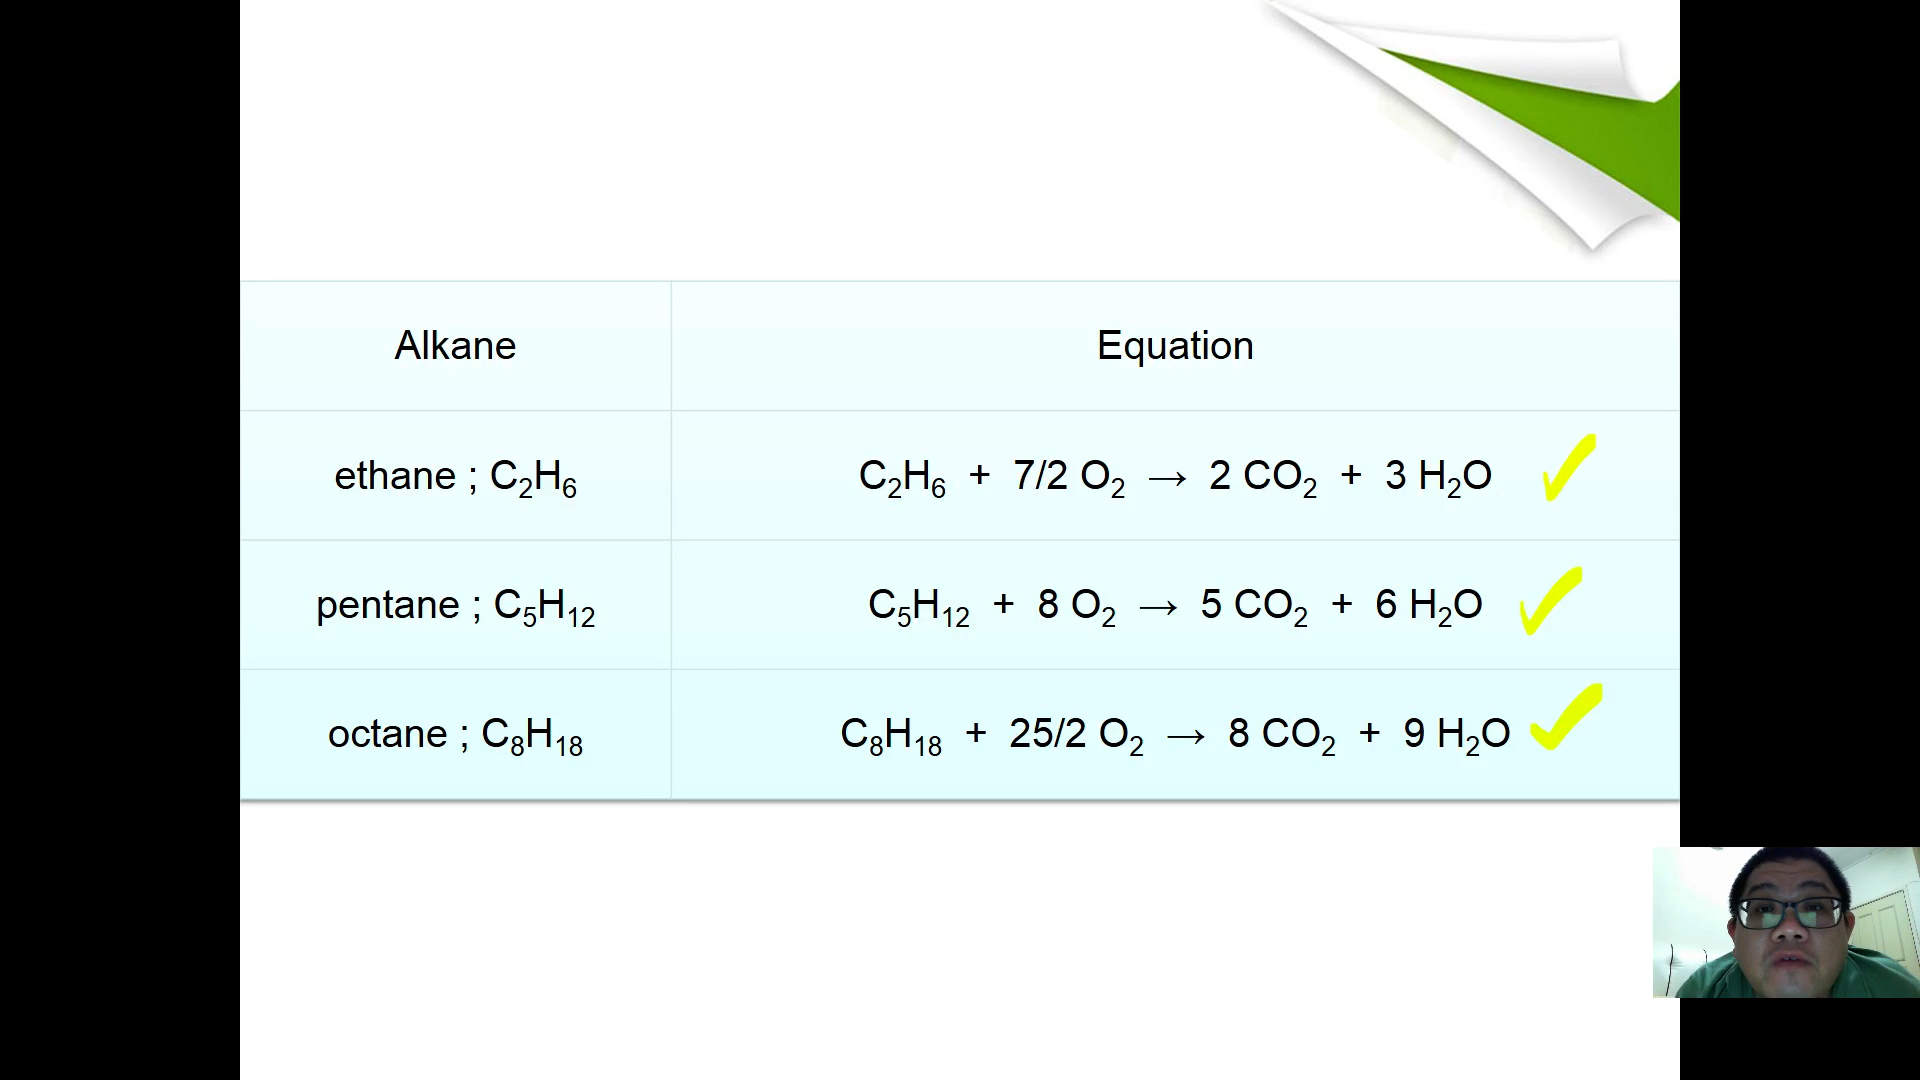 Alkane Equation
ethane ; C₂H₆ C₂H₆ + 7/2 O₂ → 2 CO₂ + 3 H₂O
pentane ; C₅H₁₂ C₅H₁₂ + 8 O₂ → 5 CO₂ + 6 H₂O
octane ; C₈H₁₈ C₈H₁₈ + 25/2 O₂ → 8 CO₂ + 9 H₂O